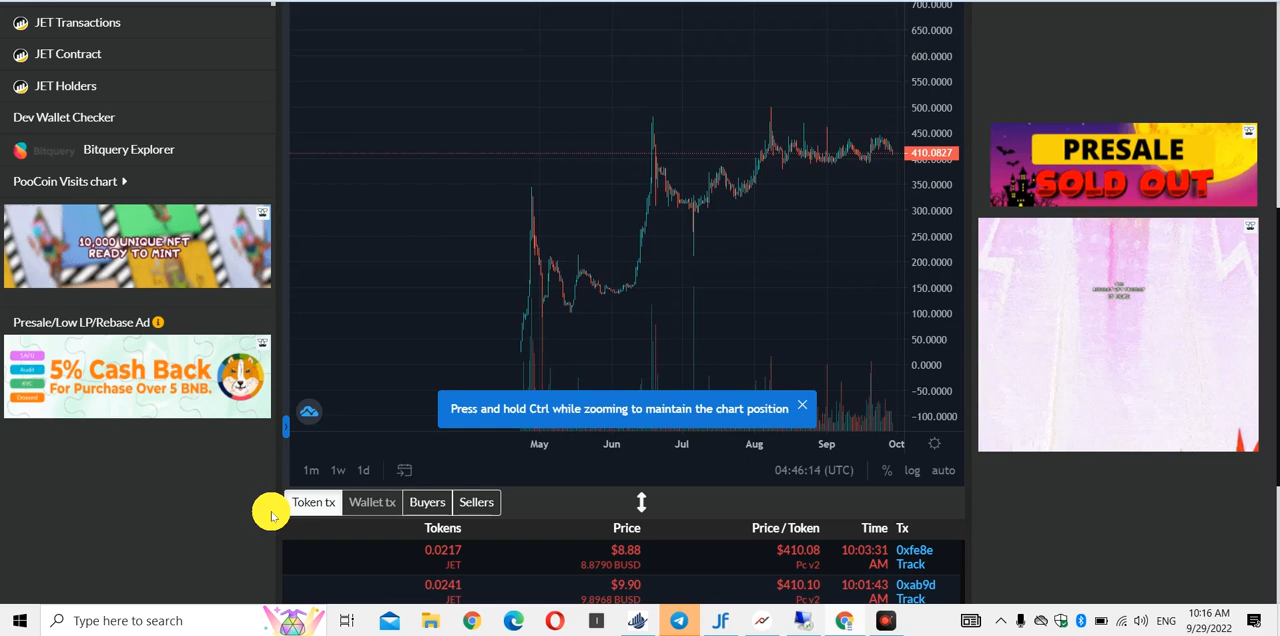 JET Transactions
JET Contract
JET Holders
Dev Wallet Checker
Bitquery Bitquery Explorer
PooCoin Visits chart
10,000 UNIQUE NFT
READY TO MINT
Presale/Low LP/Rebase Ad
SAFU
Audit
KYC
Doxxed
5% Cash Back
For Purchase Over 5 BNB.
700.0000
650.0000
600.0000
550.0000
500.0000
450.0000
410.0827
400.0000
350.0000
300.0000
250.0000
200.0000
150.0000
100.0000
50.0000
0.0000
-50.0000
-100.0000
Press and hold Ctrl while zooming to maintain the chart position
May Jun Jul Aug Sep Oct
1m 1w 1d 04:46:14 (UTC) % log auto
Token tx Wallet tx Buyers Sellers
Tokens Price Price / Token Time Tx
0.0217 $8.88 $410.08 10:03:31 0xfe8e
JET 8.8790 BUSD Pc v2 AM Track
0.0241 $9.90 $410.10 10:01:43 0xab9d
JET 9.8968 BUSD Pc v2 AM Track
PRESALE
SOLD OUT
Type here to search
JF
ENG
10:16 AM
9/29/2022